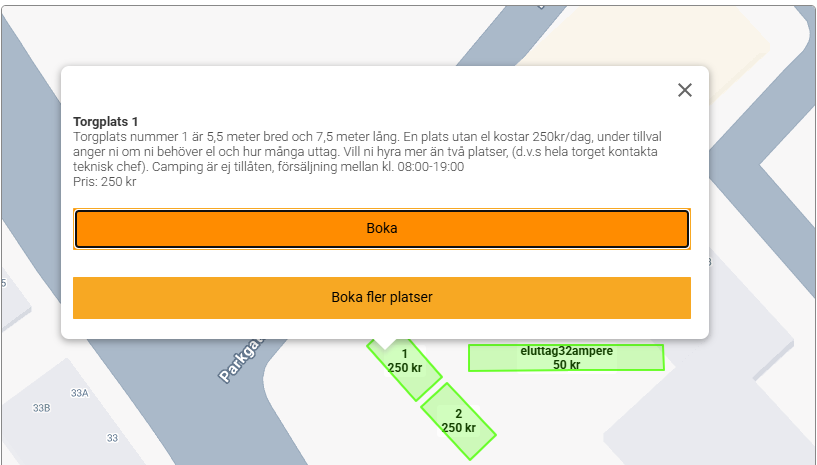 Torgplats 1
Torgplats nummer 1 är 5,5 meter bred och 7,5 meter lång. En plats utan el kostar 250kr/dag, under tillval
anger ni om ni behöver el och hur många uttag. Vill ni hyra mer än två platser, (d.v.s hela torget kontakta
teknisk chef). Camping är ej tillåten, försäljning mellan kl. 08:00-19:00
Pris: 250 kr
Boka
Boka fler platser
1
250 kr
eluttag32ampere
50 kr
2
250 kr
33A
33B
33
5